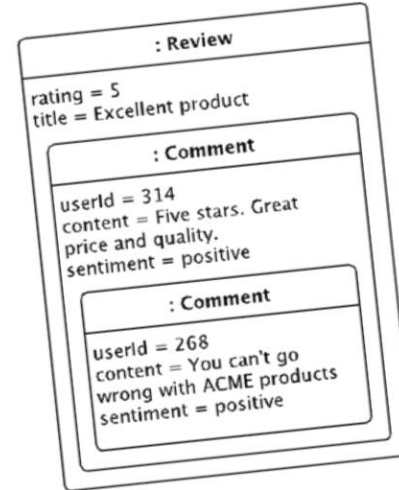 : Review
rating = 5
title = Excellent product
: Comment
userId = 314
content = Five stars. Great
price and quality.
sentiment = positive
: Comment
userId = 268
content = You can't go
wrong with ACME products
sentiment = positive